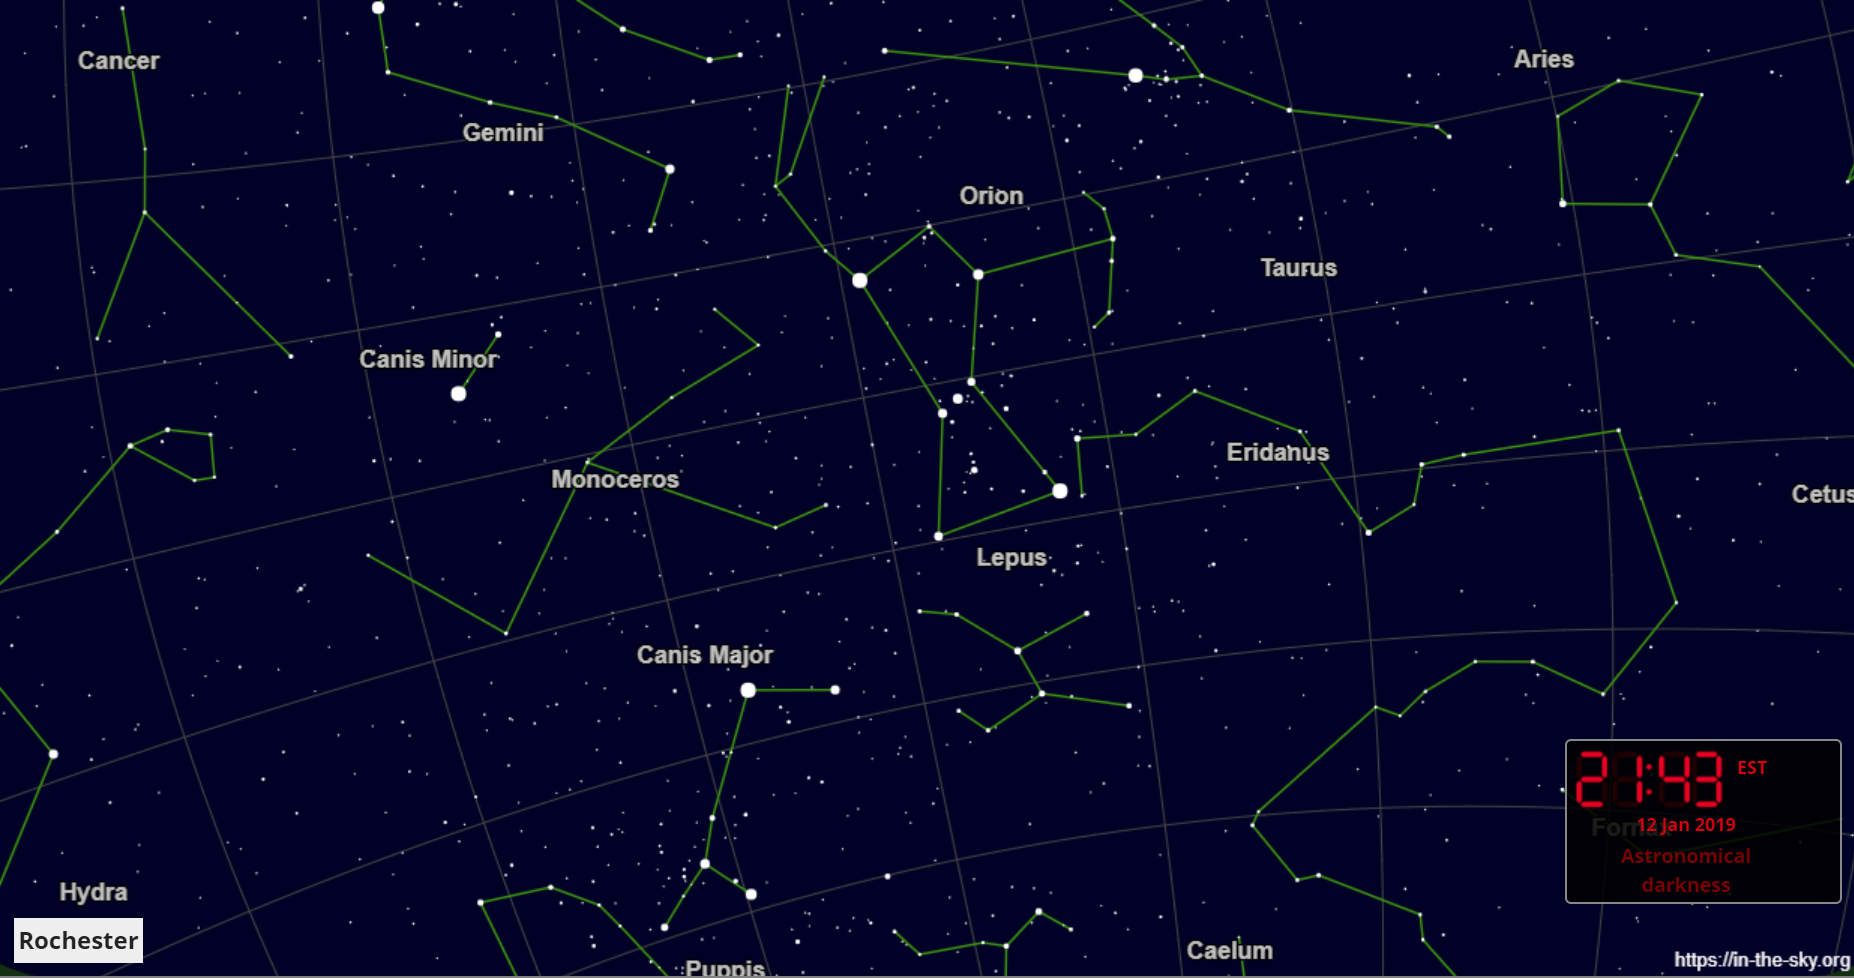 Cancer
Aries
Gemini
Orion
Taurus
Canis Minor
Eridanus
Monoceros
Cetus
Lepus
Canis Major
21:43 EST
12 Jan 2019
Astronomical
darkness
Hydra
Rochester
Caelum
https://in-the-sky.org
Puppis